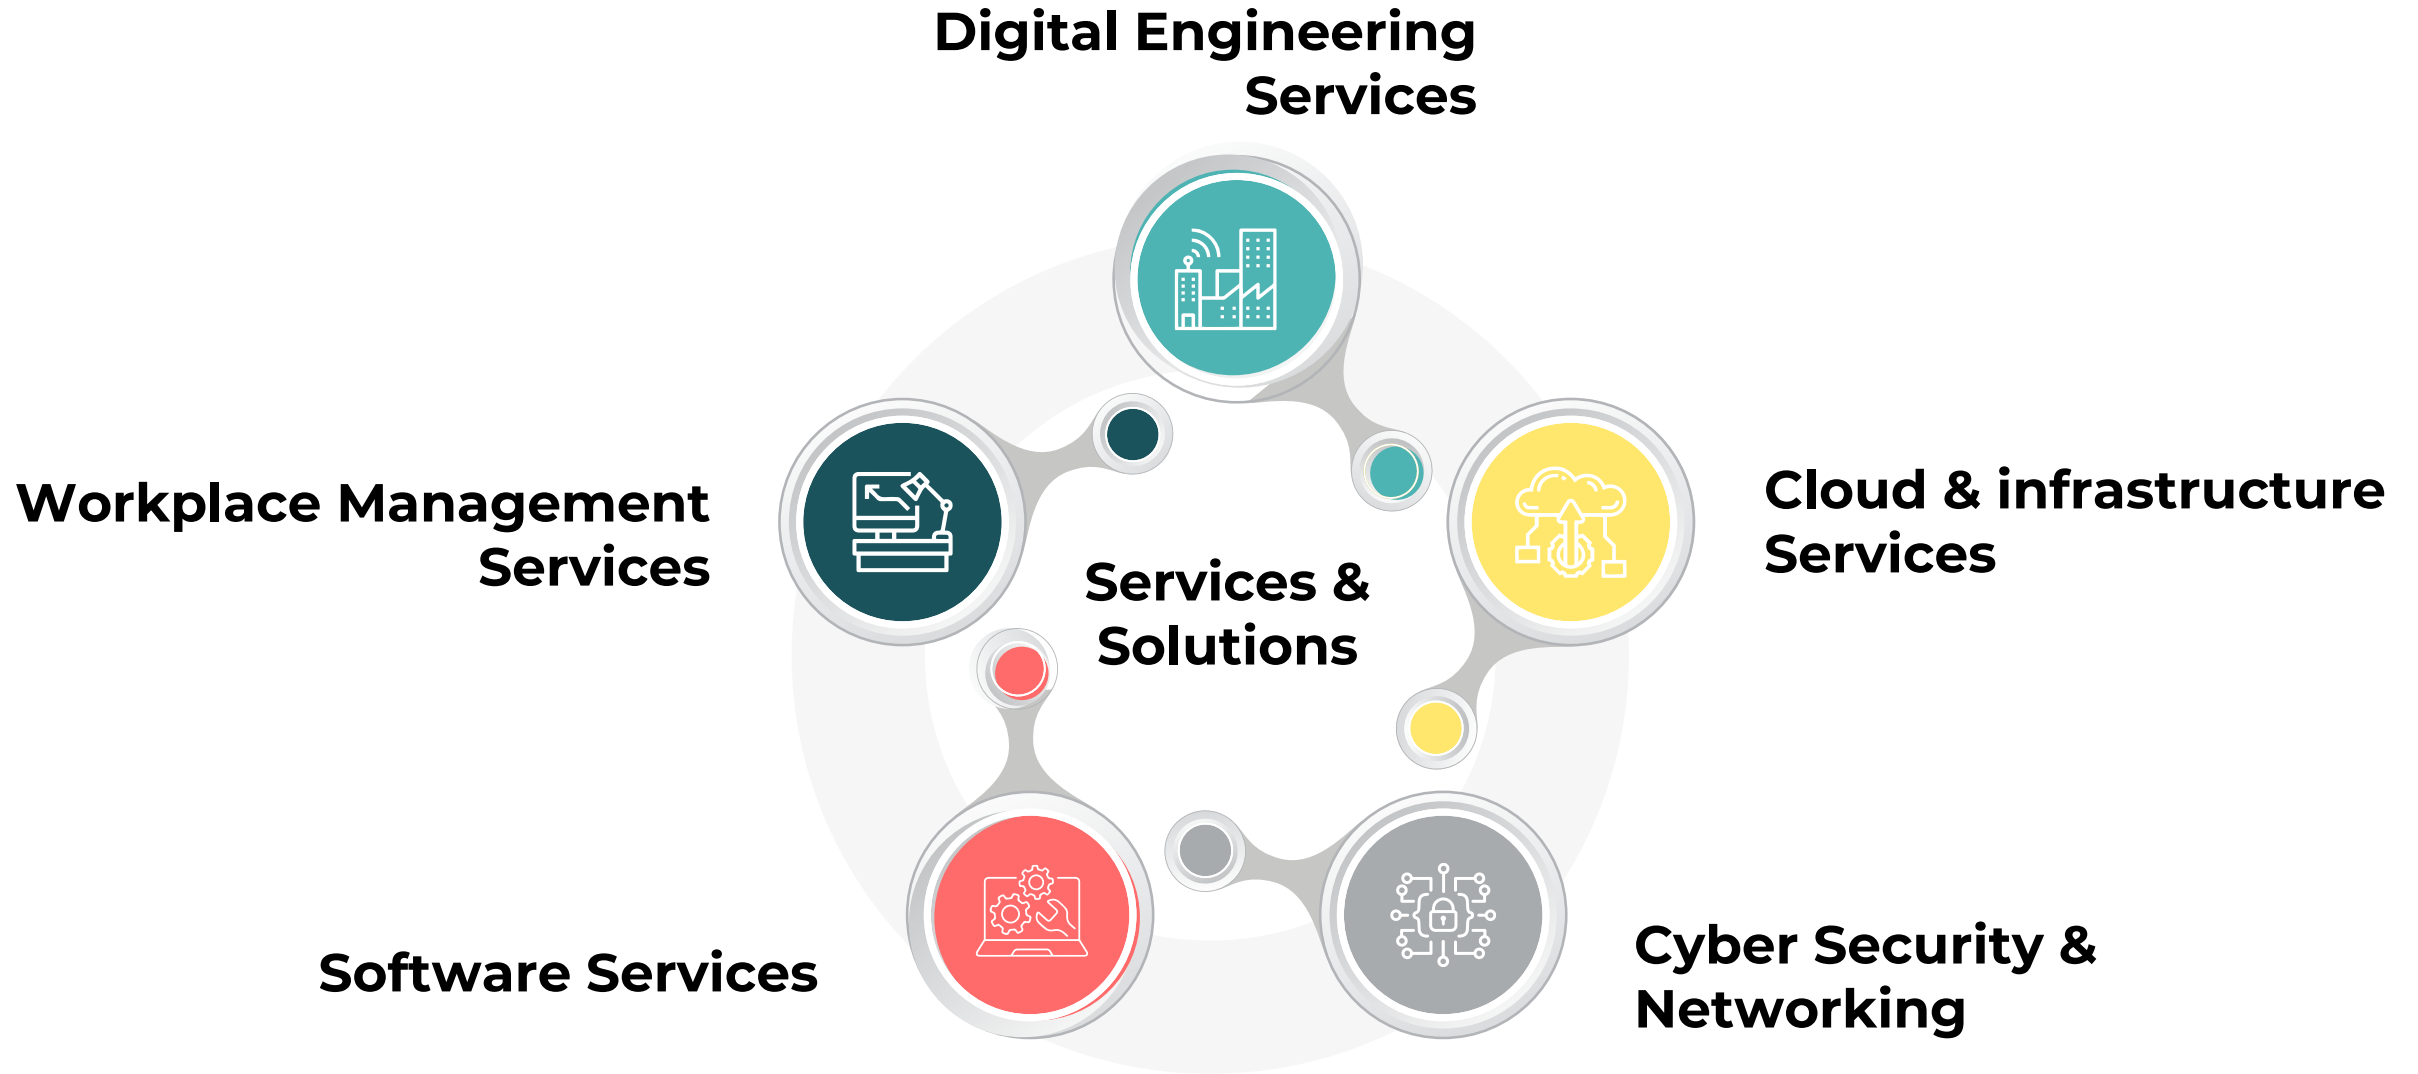 Digital Engineering
Services
Workplace Management
Services
Cloud & infrastructure
Services
Services &
Solutions
Software Services
Cyber Security &
Networking